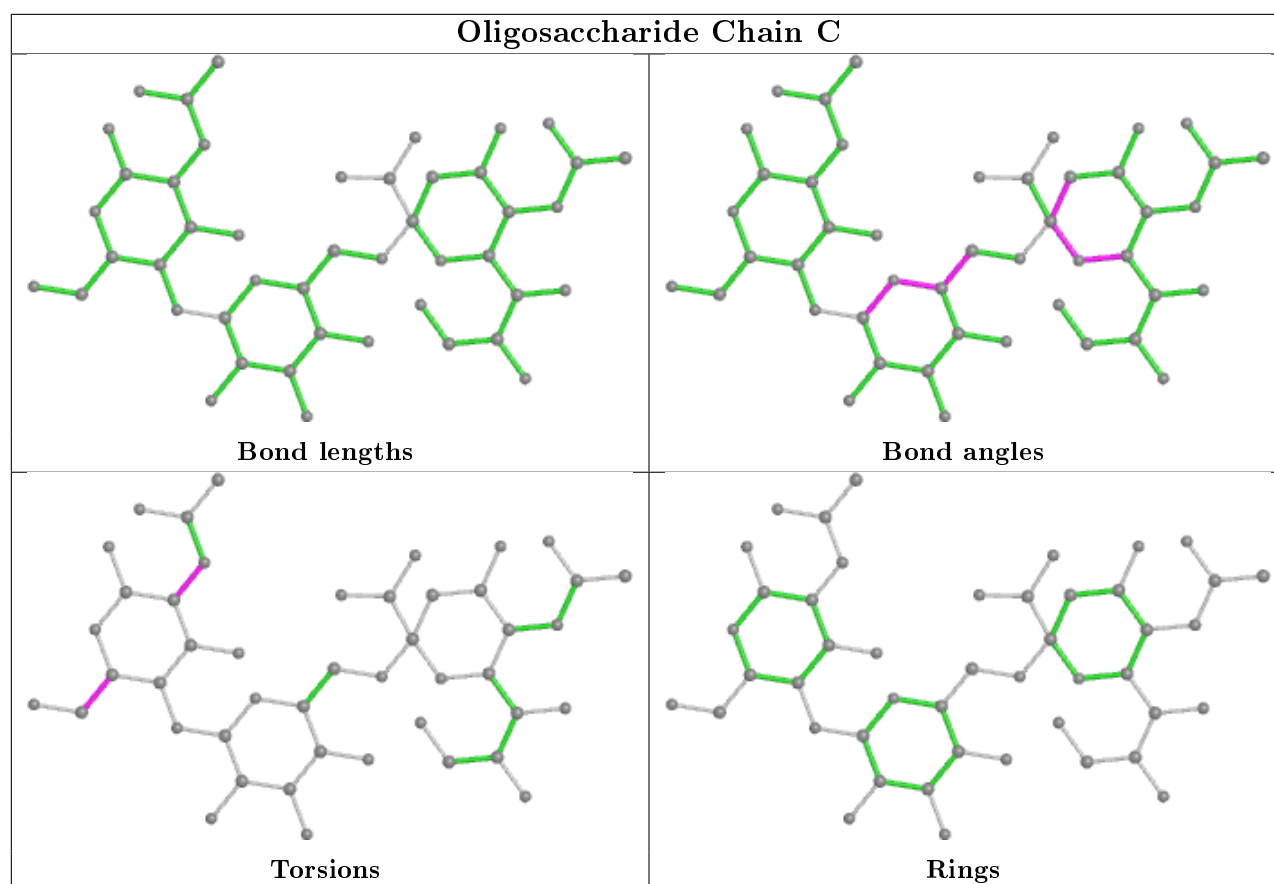 Oligosaccharide Chain C
Bond lengths
Bond angles
Torsions
Rings